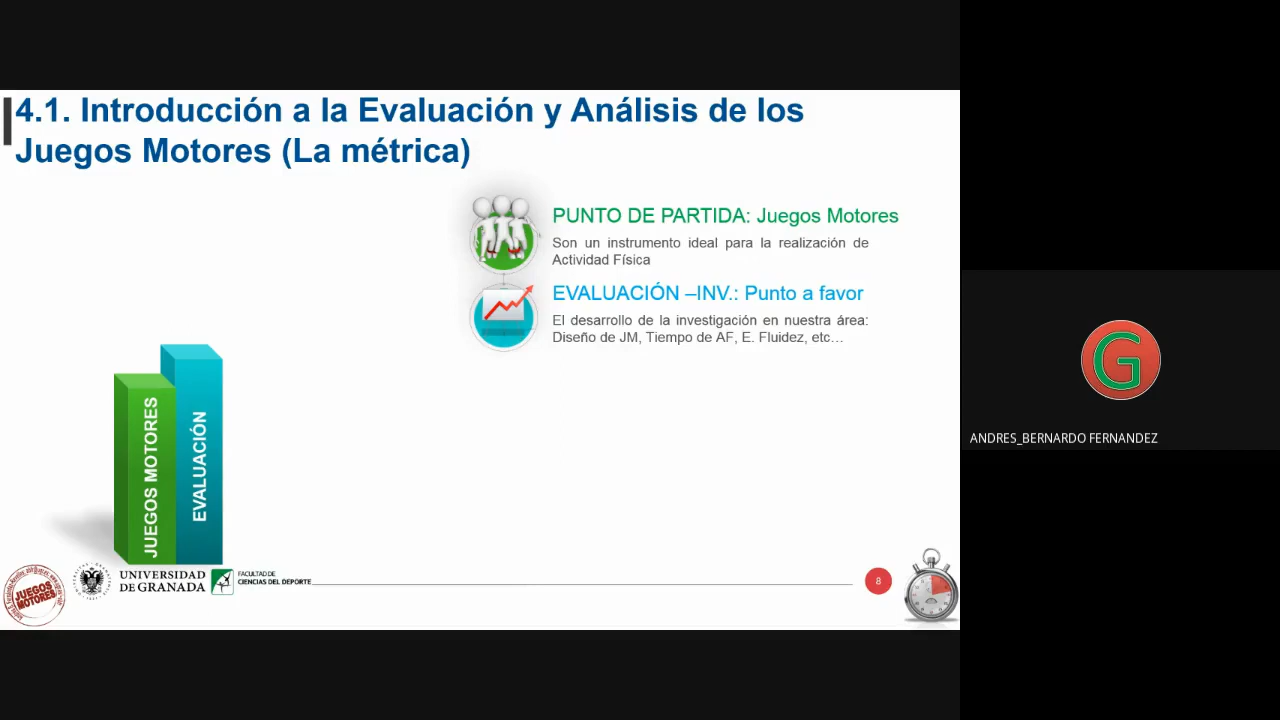 4.1. Introducción a la Evaluación y Análisis de los
Juegos Motores (La métrica)
PUNTO DE PARTIDA: Juegos Motores
Son un instrumento ideal para la realización de
Actividad Física
EVALUACIÓN –INV.: Punto a favor
El desarrollo de la investigación en nuestra área:
Diseño de JM, Tiempo de AF, E. Fluidez, etc...
JUEGOS MOTORES
EVALUACIÓN
JUEGOS
MOTORES
UNIVERSIDAD
DE GRANADA
FACULTAD DE
CIENCIAS DEL DEPORTE
8
G
ANDRES_BERNARDO FERNANDEZ